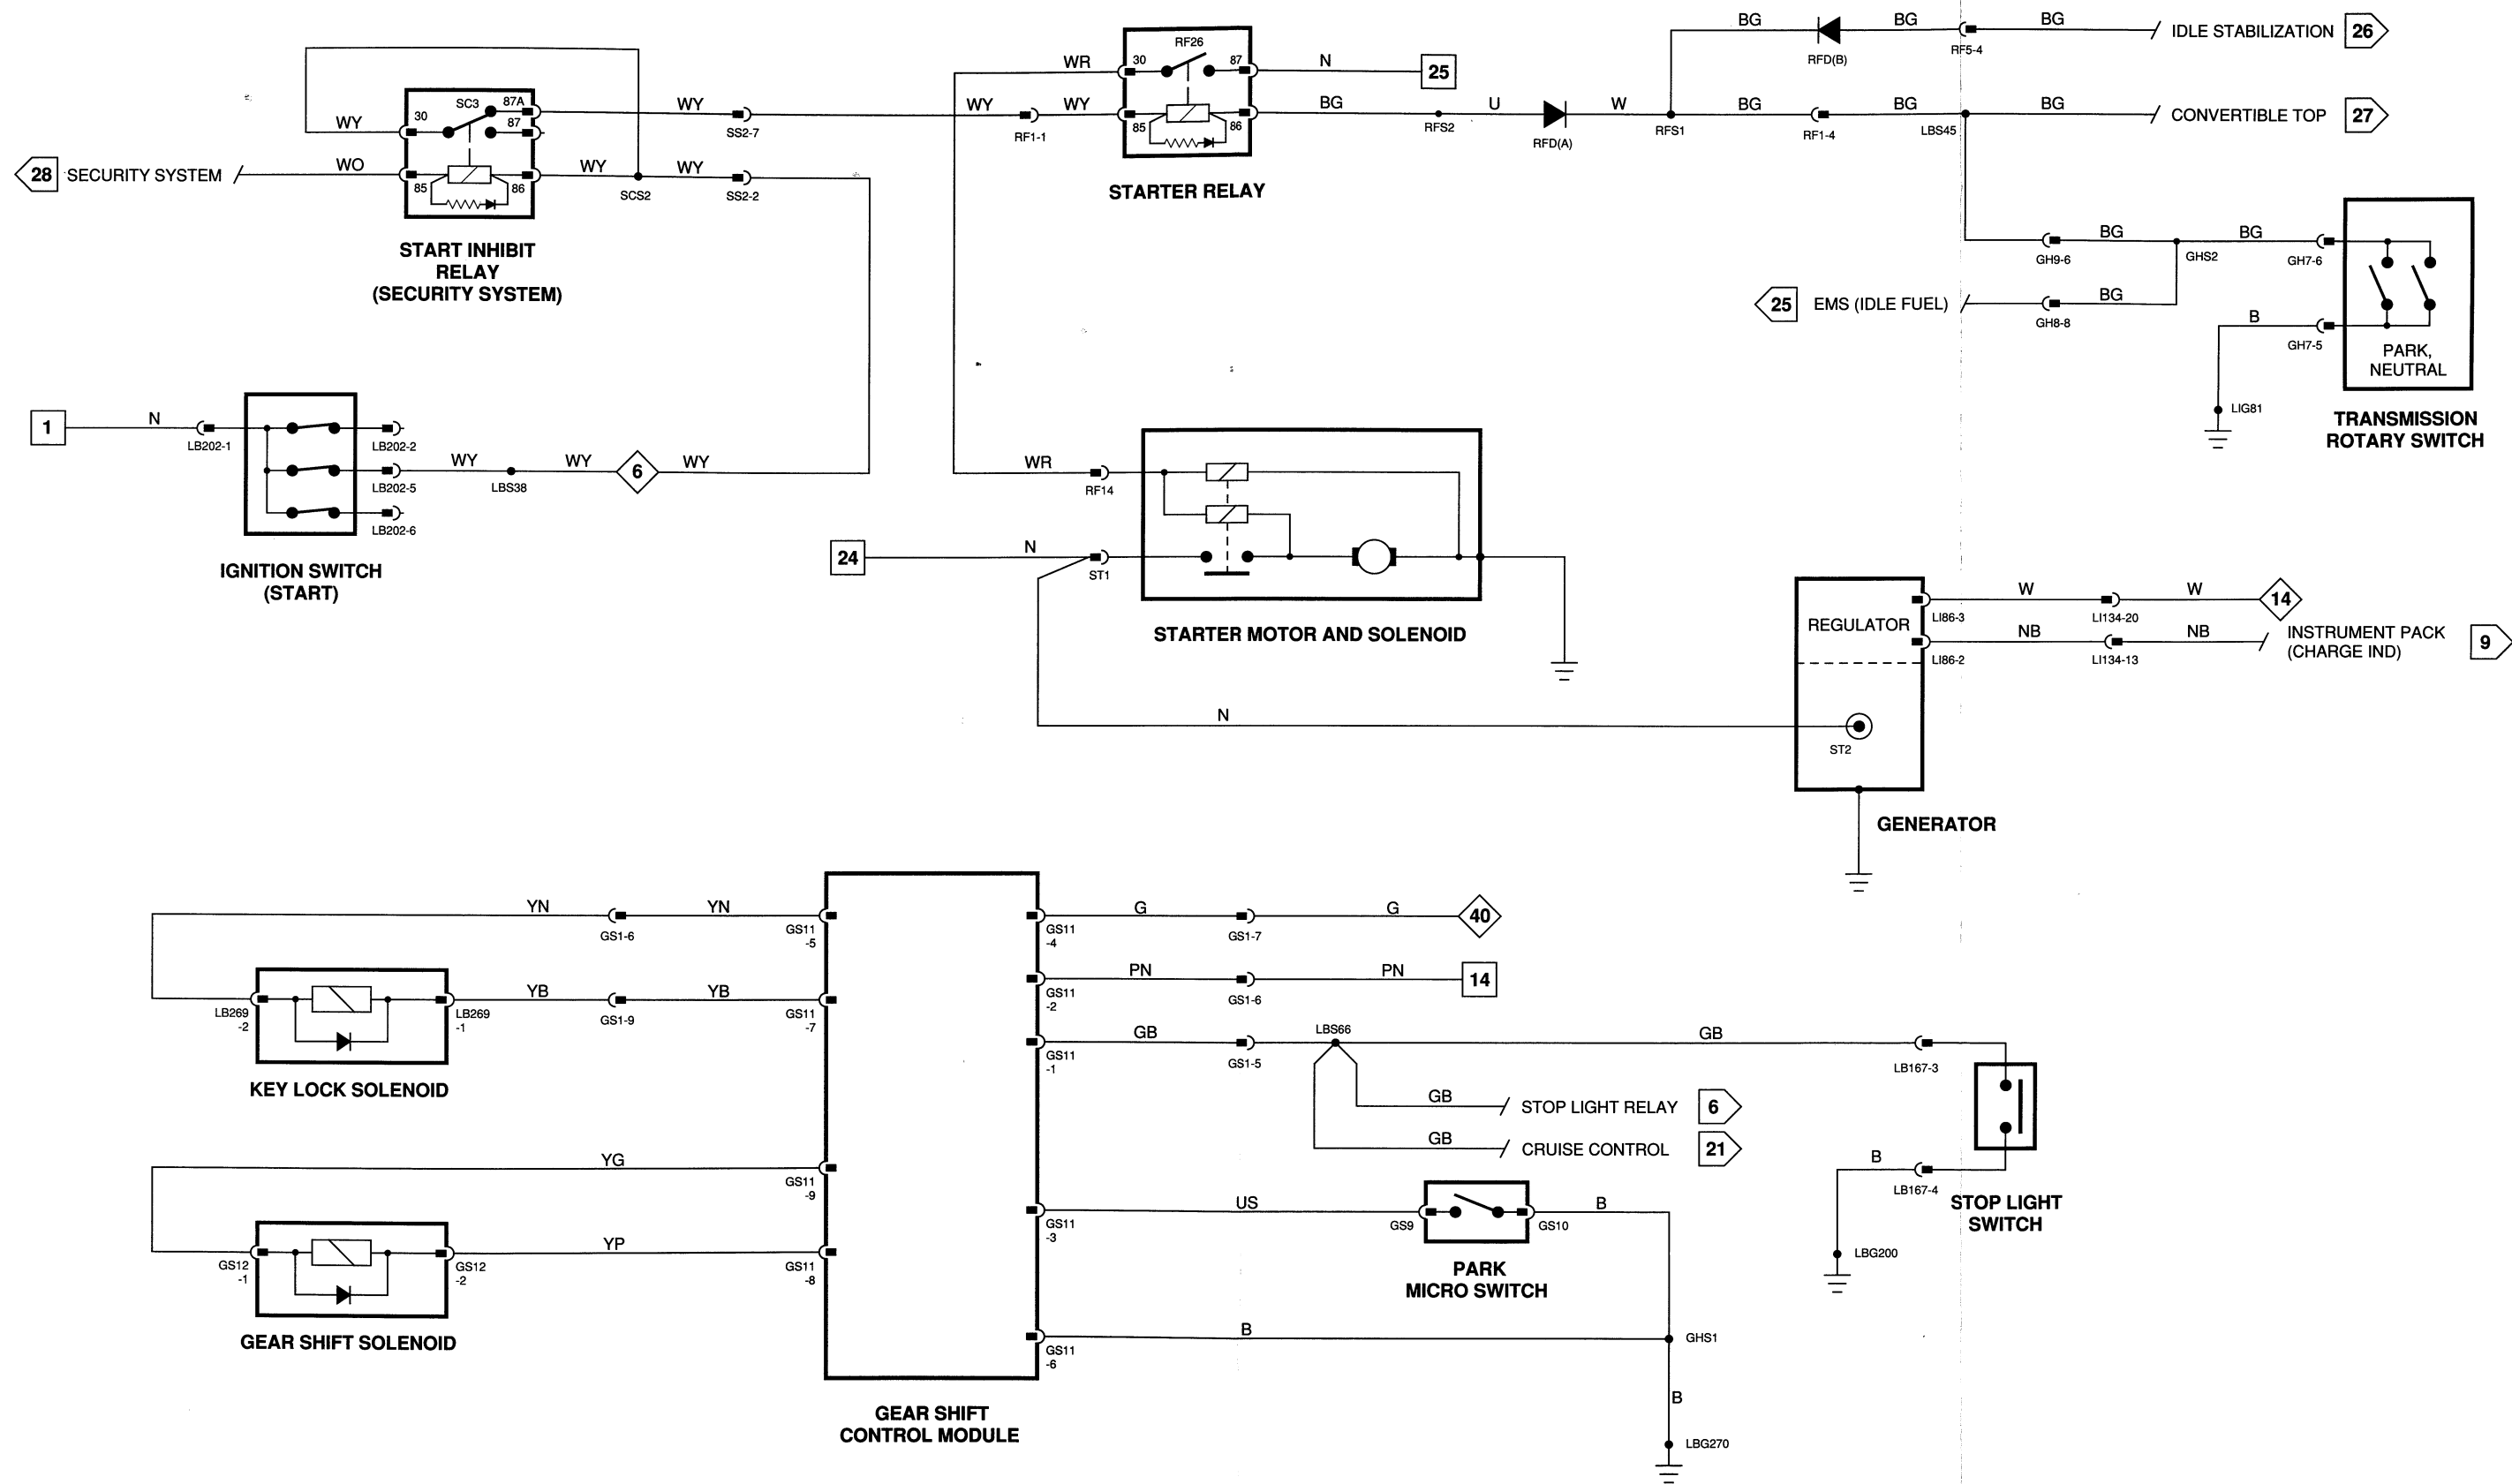 BG
BG
BG
IDLE STABILIZATION
26
RFD(B)
RF5-4
RF26
WR
30
87
N
25
SC3
87A
30
87
WY
WY
SS2-7
WY
WY
RF1-1
85
86
BG
RFS2
U
RFD(A)
W
RFS1
BG
RF1-4
BG
LBS45
BG
CONVERTIBLE TOP
27
28
SECURITY SYSTEM
WO
85
86
WY
SCS2
WY
SS2-2
STARTER RELAY
START INHIBIT
RELAY
(SECURITY SYSTEM)
GH9-6
BG
GHS2
BG
GH7-6
25
EMS (IDLE FUEL)
GH8-8
BG
B
GH7-5
PARK,
NEUTRAL
LIG81
TRANSMISSION
ROTARY SWITCH
1
N
LB202-1
LB202-2
WY
LB202-5
LBS38
WY
6
WY
LB202-6
IGNITION SWITCH
(START)
WR
RF14
24
N
ST1
STARTER MOTOR AND SOLENOID
REGULATOR
LI86-3
W
LI134-20
W
14
LI86-2
NB
LI134-13
NB
INSTRUMENT PACK
(CHARGE IND)
9
N
ST2
GENERATOR
YN
GS1-6
YN
GS11
-5
GS11
-4
G
GS1-7
G
40
LB269
-2
LB269
-1
YB
GS1-9
YB
GS11
-7
GS11
-2
PN
GS1-6
PN
14
KEY LOCK SOLENOID
GS11
-1
GB
GS1-5
LBS66
GB
LB167-3
GB
STOP LIGHT RELAY
6
GB
CRUISE CONTROL
21
B
LB167-4
STOP LIGHT
SWITCH
LBG200
YG
GS11
-9
GS11
-3
US
GS9
GS10
B
PARK
MICRO SWITCH
GS12
-1
GS12
-2
YP
GS11
-8
GEAR SHIFT SOLENOID
GS11
-6
B
GHS1
B
LBG270
GEAR SHIFT
CONTROL MODULE